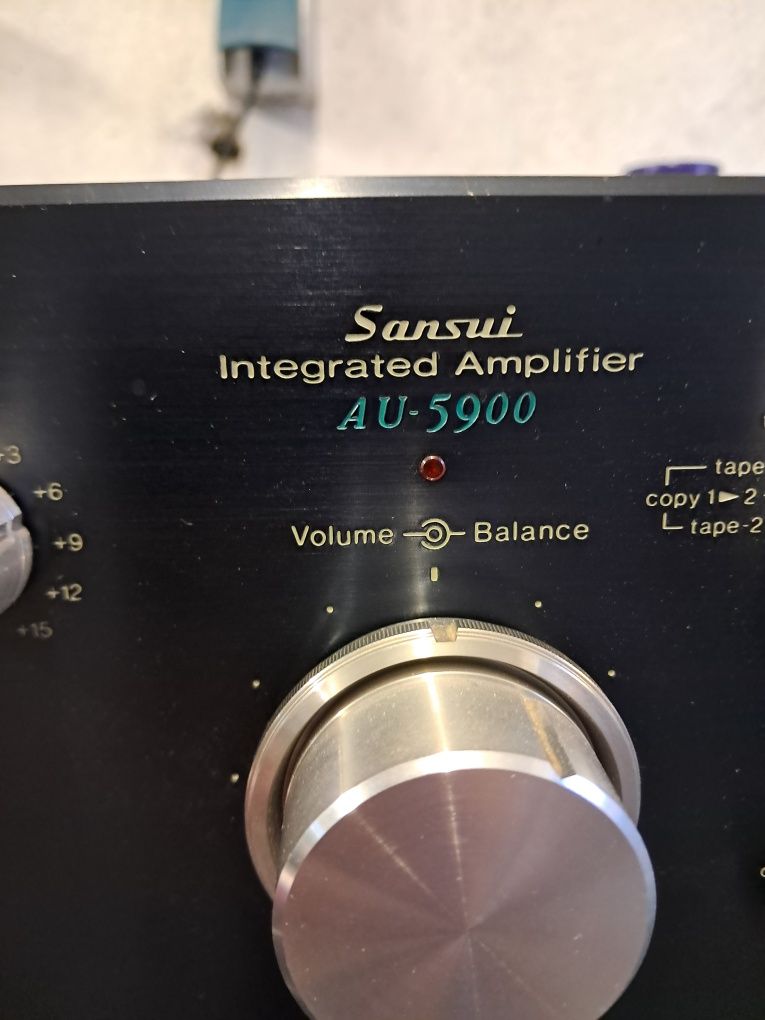 Sansui
Integrated Amplifier
AU-5900
+3
+6
+9
+12
+15
Volume
Balance
tape
copy 1►2
tape-2